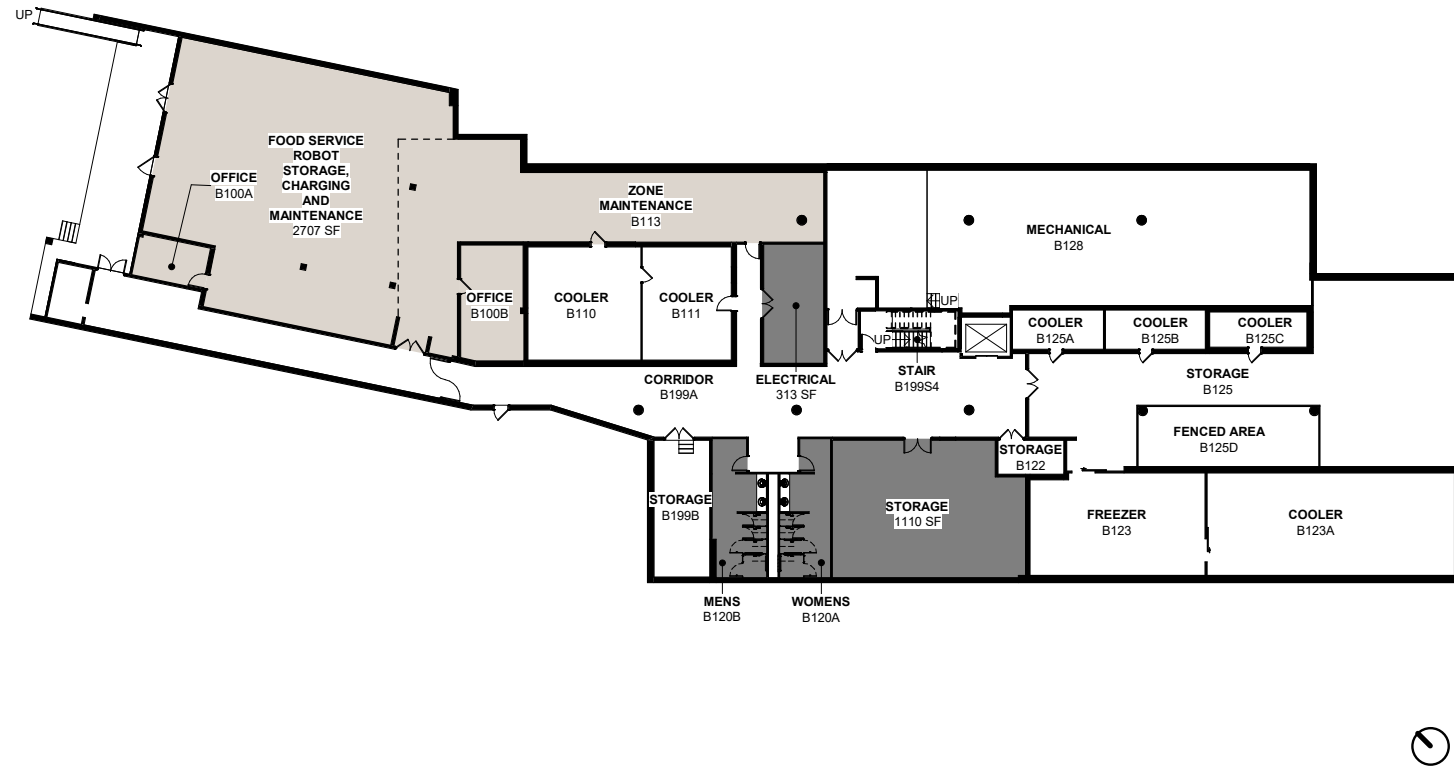 UP
FOOD SERVICE
ROBOT
STORAGE,
CHARGING
AND
MAINTENANCE
2707 SF
OFFICE
B100A
ZONE
MAINTENANCE
B113
MECHANICAL
B128
OFFICE
B100B
COOLER
B110
COOLER
B111
UP
UP
COOLER
B125A
COOLER
B125B
COOLER
B125C
CORRIDOR
B199A
ELECTRICAL
313 SF
STAIR
B199S4
STORAGE
B125
FENCED AREA
B125D
STORAGE
B122
STORAGE
B199B
STORAGE
1110 SF
FREEZER
B123
COOLER
B123A
MENS
B120B
WOMENS
B120A